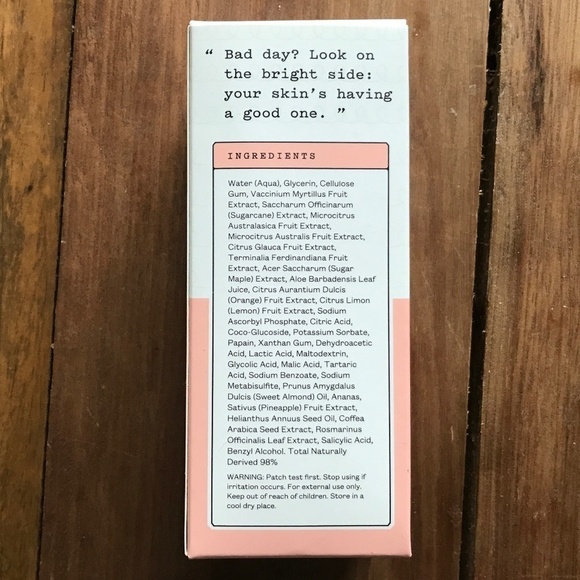 “ Bad day? Look on
the bright side:
your skin's having
a good one. ”
INGREDIENTS
Water (Aqua), Glycerin, Cellulose
Gum, Vaccinium Myrtillus Fruit
Extract, Saccharum Officinarum
(Sugarcane) Extract, Microcitrus
Australasica Fruit Extract,
Microcitrus Australis Fruit Extract,
Citrus Glauca Fruit Extract,
Terminalia Ferdinandiana Fruit
Extract, Acer Saccharum (Sugar
Maple) Extract, Aloe Barbadensis Leaf
Juice, Citrus Aurantium Dulcis
(Orange) Fruit Extract, Citrus Limon
(Lemon) Fruit Extract, Sodium
Ascorbyl Phosphate, Citric Acid,
Coco-Glucoside, Potassium Sorbate,
Papain, Xanthan Gum, Dehydroacetic
Acid, Lactic Acid, Maltodextrin,
Glycolic Acid, Malic Acid, Tartaric
Acid, Sodium Benzoate, Sodium
Metabisulfite, Prunus Amygdalus
Dulcis (Sweet Almond) Oil, Ananas,
Sativus (Pineapple) Fruit Extract,
Helianthus Annuus Seed Oil, Coffea
Arabica Seed Extract, Rosmarinus
Officinalis Leaf Extract, Salicylic Acid,
Benzyl Alcohol. Total Naturally
Derived 98%
WARNING: Patch test first. Stop using if
irritation occurs. For external use only.
Keep out of reach of children. Store in a
cool dry place.